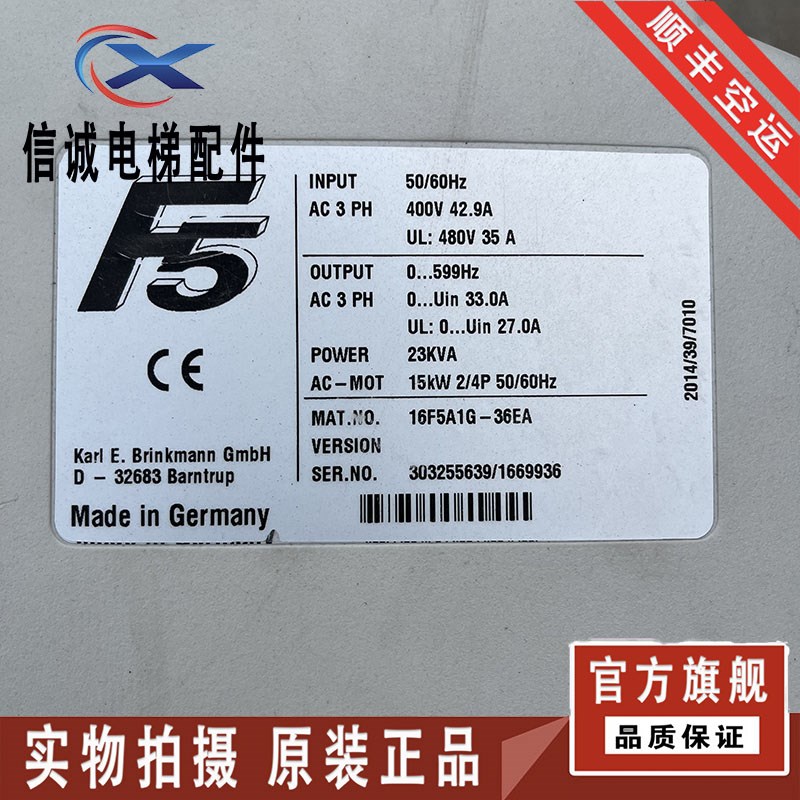 顺丰空运
信诚电梯配件
F5
CE
Karl E. Brinkmann GmbH
D - 32683 Barntrup
Made in Germany
INPUT 50/60Hz
AC 3 PH 400V 42.9A
UL: 480V 35 A
OUTPUT 0...599Hz
AC 3 PH 0...Uin 33.0A
UL: 0...Uin 27.0A
POWER 23KVA
AC-MOT 15kW 2/4P 50/60Hz
MAT.NO. 16F5A1G-36EA
VERSION
SER.NO. 303255639/1669936
2014/39/7010
官方旗舰
品质保证
实物拍摄 原装正品